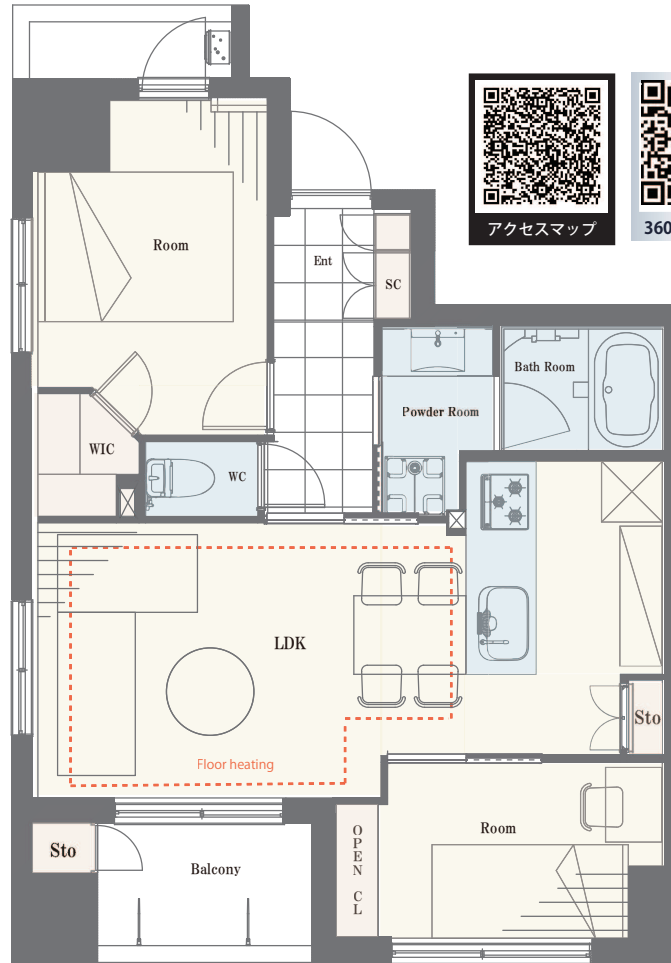 アクセスマップ
360
Room
Ent
SC
Bath Room
Powder Room
WIC
WC
LDK
Floor heating
Sto
Sto
Balcony
OPEN CL
Room